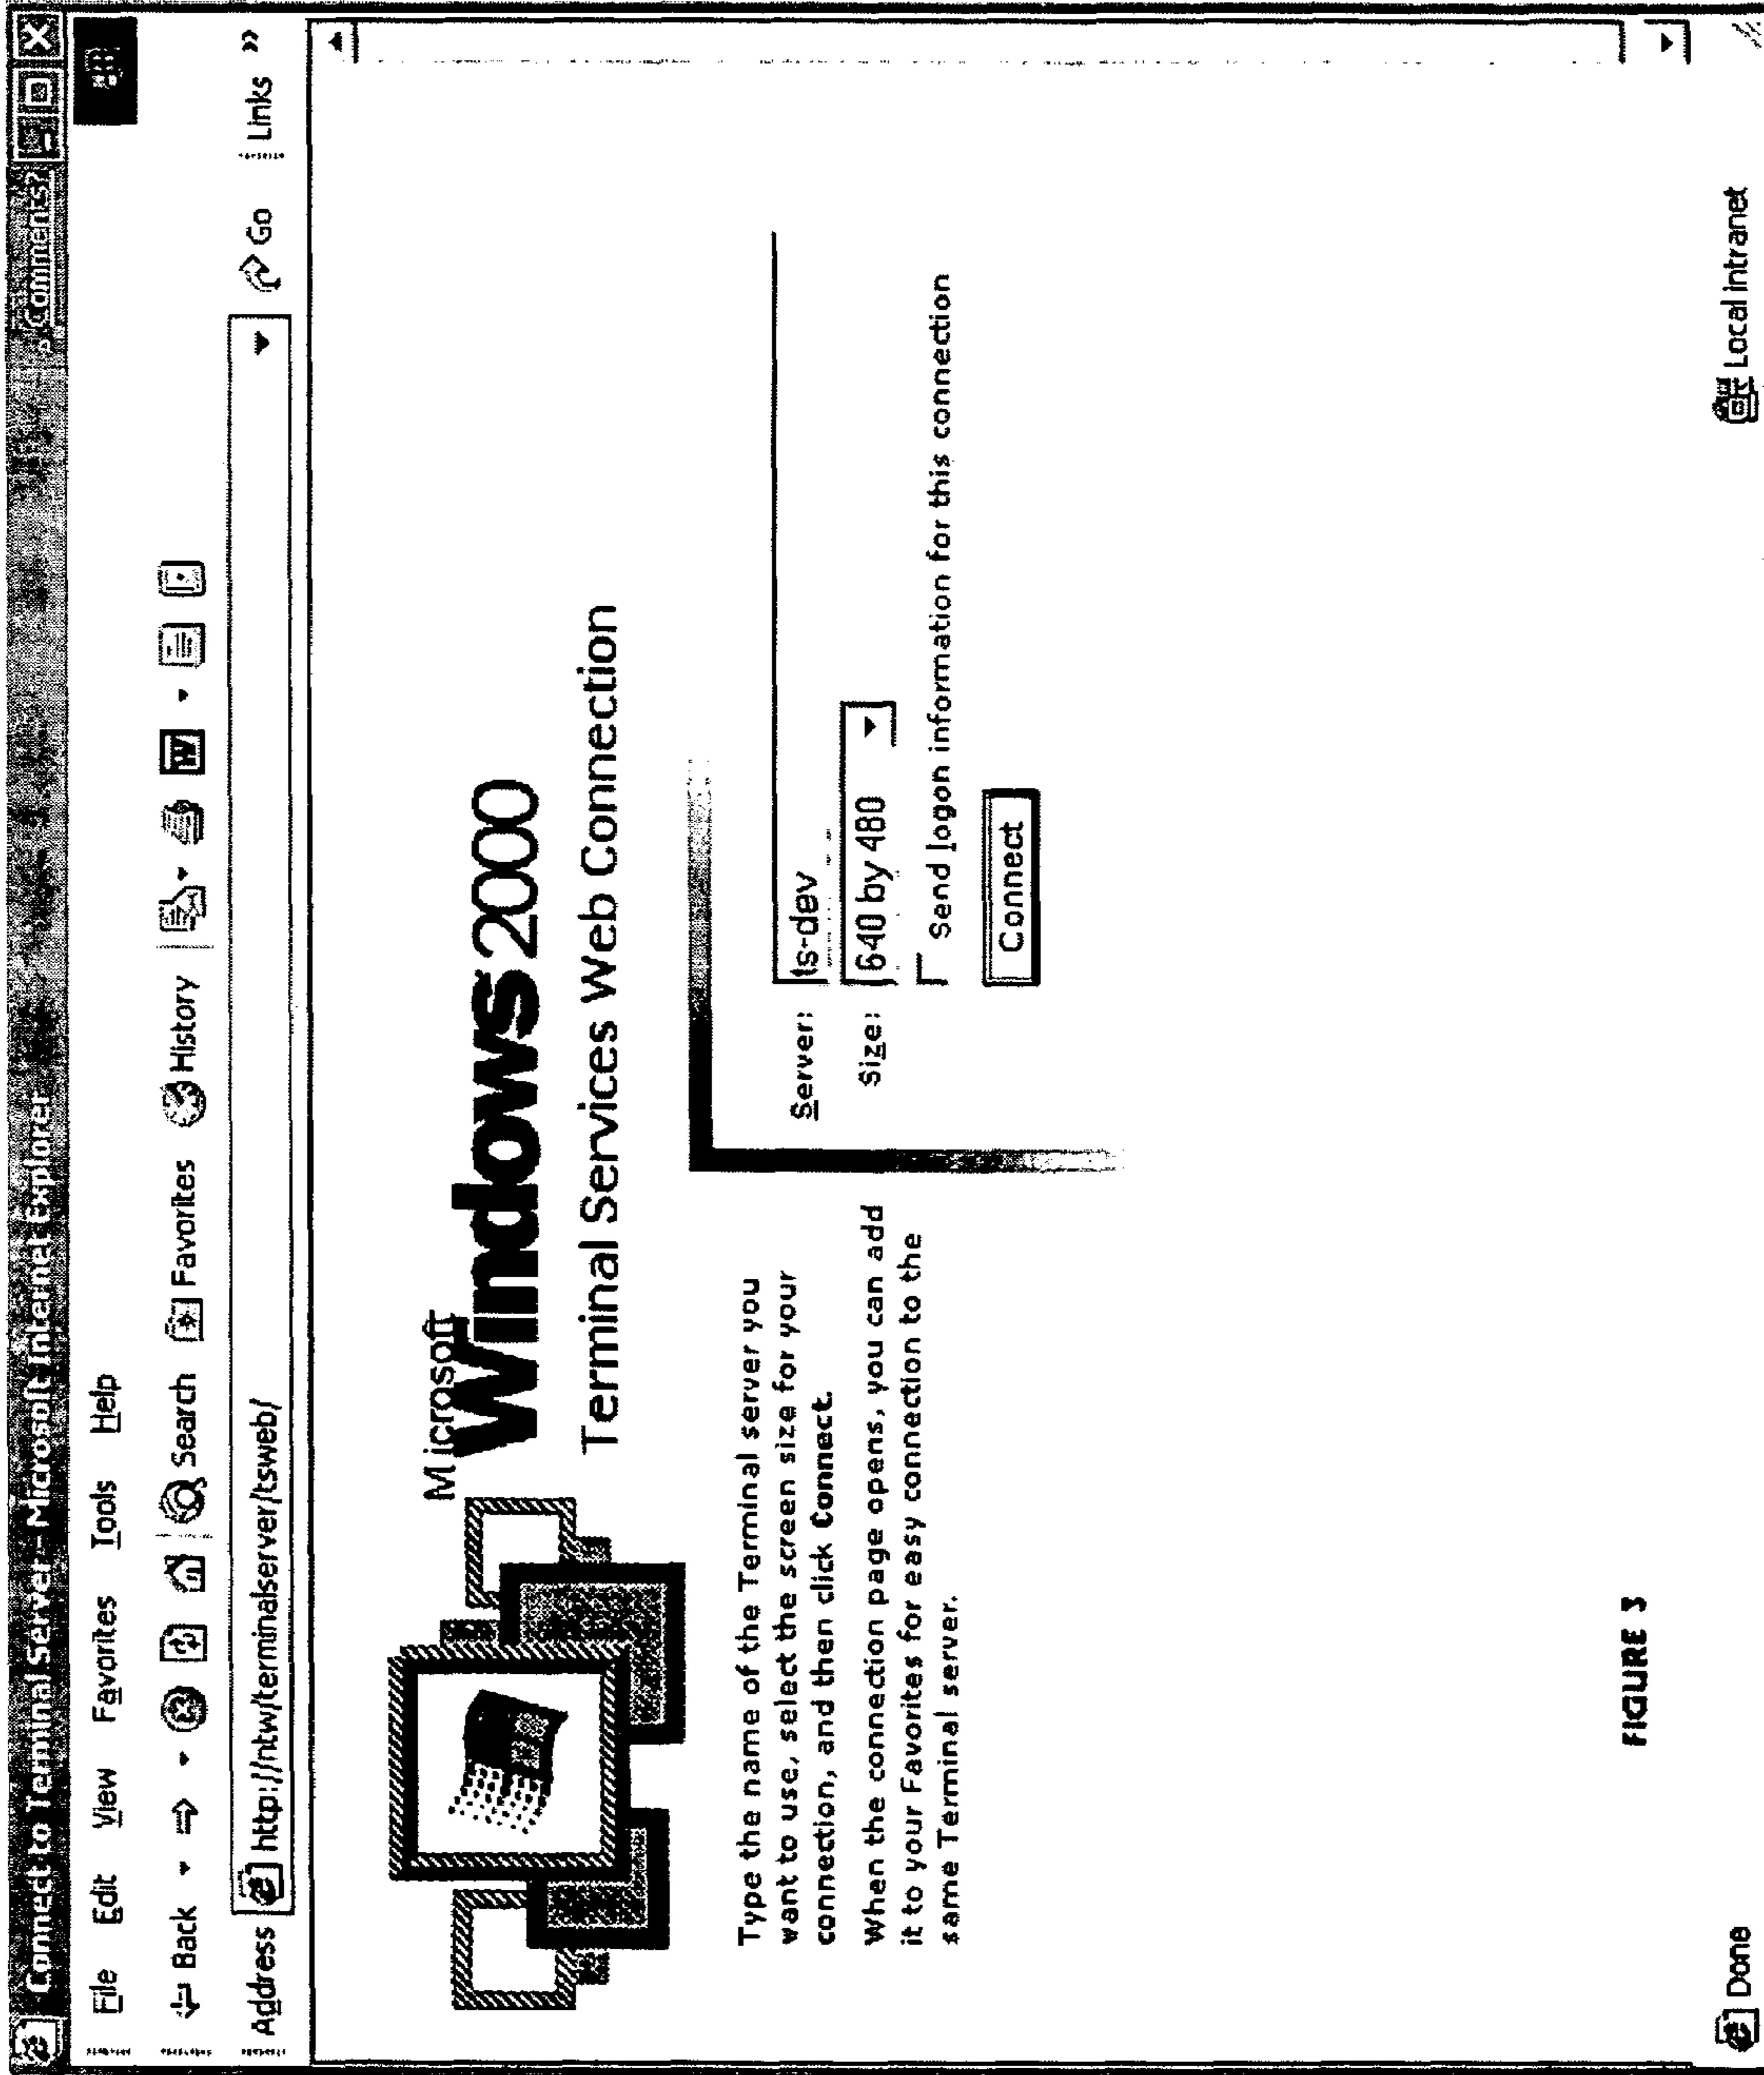 Connect to Terminal Server - Microsoft Internet Explorer Comments?
File Edit View Favorites Tools Help
Back Search Favorites History
Address http://ntw/terminalserver/tsweb/ Go Links »
Microsoft
Windows 2000
Terminal Services Web Connection
Type the name of the Terminal server you
want to use, select the screen size for your
connection, and then click Connect.
When the connection page opens, you can add
it to your Favorites for easy connection to the
same Terminal server.
Server: ts-dev
Size: 640 by 480
Send logon information for this connection
Connect
FIGURE 3
Done Local intranet